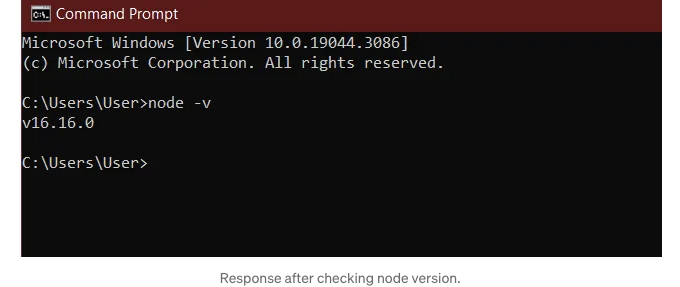 Command Prompt
Microsoft Windows [Version 10.0.19044.3086]
(c) Microsoft Corporation. All rights reserved.
C:\Users\User>node -v
v16.16.0
C:\Users\User>
Response after checking node version.